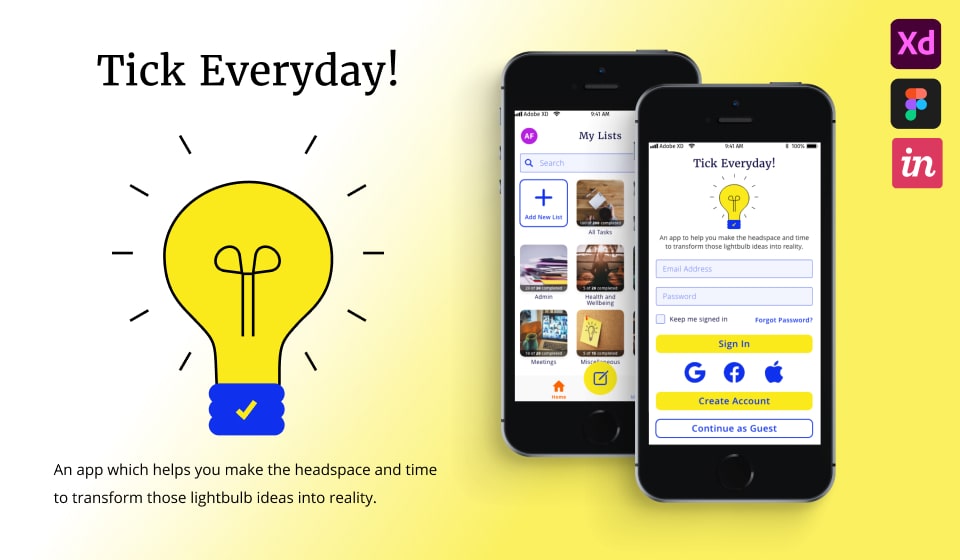 Tick Everyday!
An app which helps you make the headspace and time
to transform those lightbulb ideas into reality.
Adobe XD
9:41 AM
AF
My Lists
Search
Add New List
All Tasks
Admin
Health and
Wellbeing
Meetings
Home
Adobe XD
9:41 AM
100%
Tick Everyday!
An app to help you make the headspace and time
to transform those lightbulb ideas into reality.
Email Address
Password
Keep me signed in
Forgot Password?
Sign In
G
Create Account
Continue as Guest
Xd
in